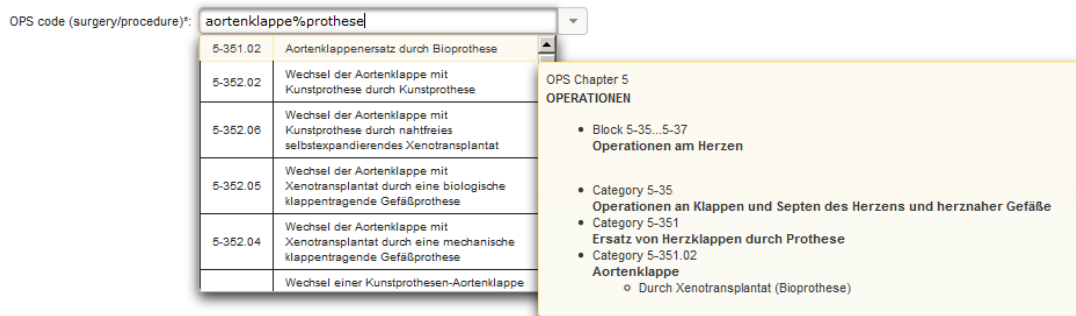 OPS code (surgery/procedure)*: aortenklappe%prothese
5-351.02 Aortenklappenersatz durch Bioprothese
5-352.02 Wechsel der Aortenklappe mit
Kunstprothese durch Kunstprothese
5-352.06 Wechsel der Aortenklappe mit
Kunstprothese durch nahtfreies
selbstexpandierendes Xenotransplantat
5-352.05 Wechsel der Aortenklappe mit
Xenotransplantat durch eine biologische
klappentragende Gefäßprothese
5-352.04 Wechsel der Aortenklappe mit
Xenotransplantat durch eine mechanische
klappentragende Gefäßprothese
Wechsel einer Kunstprothesen-Aortenklappe
OPS Chapter 5
OPERATIONEN
• Block 5-35...5-37
Operationen am Herzen
• Category 5-35
Operationen an Klappen und Septen des Herzens und herznaher Gefäße
• Category 5-351
Ersatz von Herzklappen durch Prothese
• Category 5-351.02
Aortenklappe
o Durch Xenotransplantat (Bioprothese)